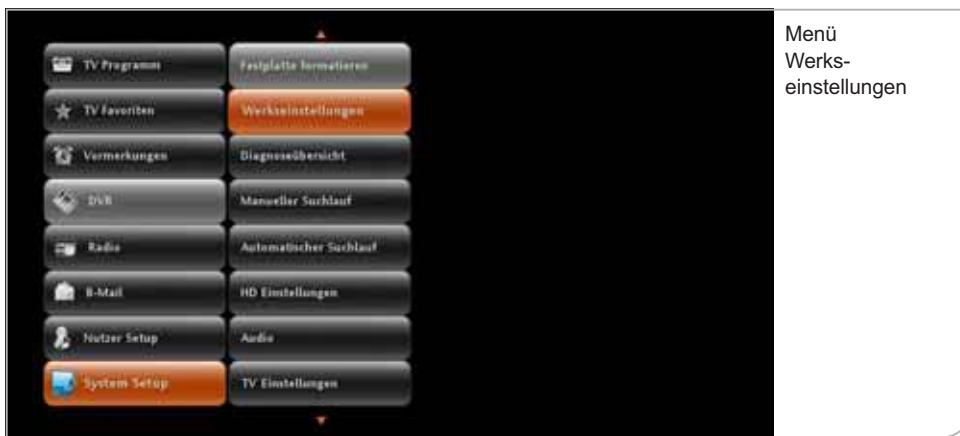 TV Programm
TV Favoriten
Vormerkungen
DVR
Radio
E-Mail
Nutzer Setup
System Setup
Festplatte formatieren
Werkseinstellungen
Diagnoseübersicht
Manueller Suchlauf
Automatischer Suchlauf
HD Einstellungen
Audio
TV Einstellungen
Menü
Werks-
einstellungen